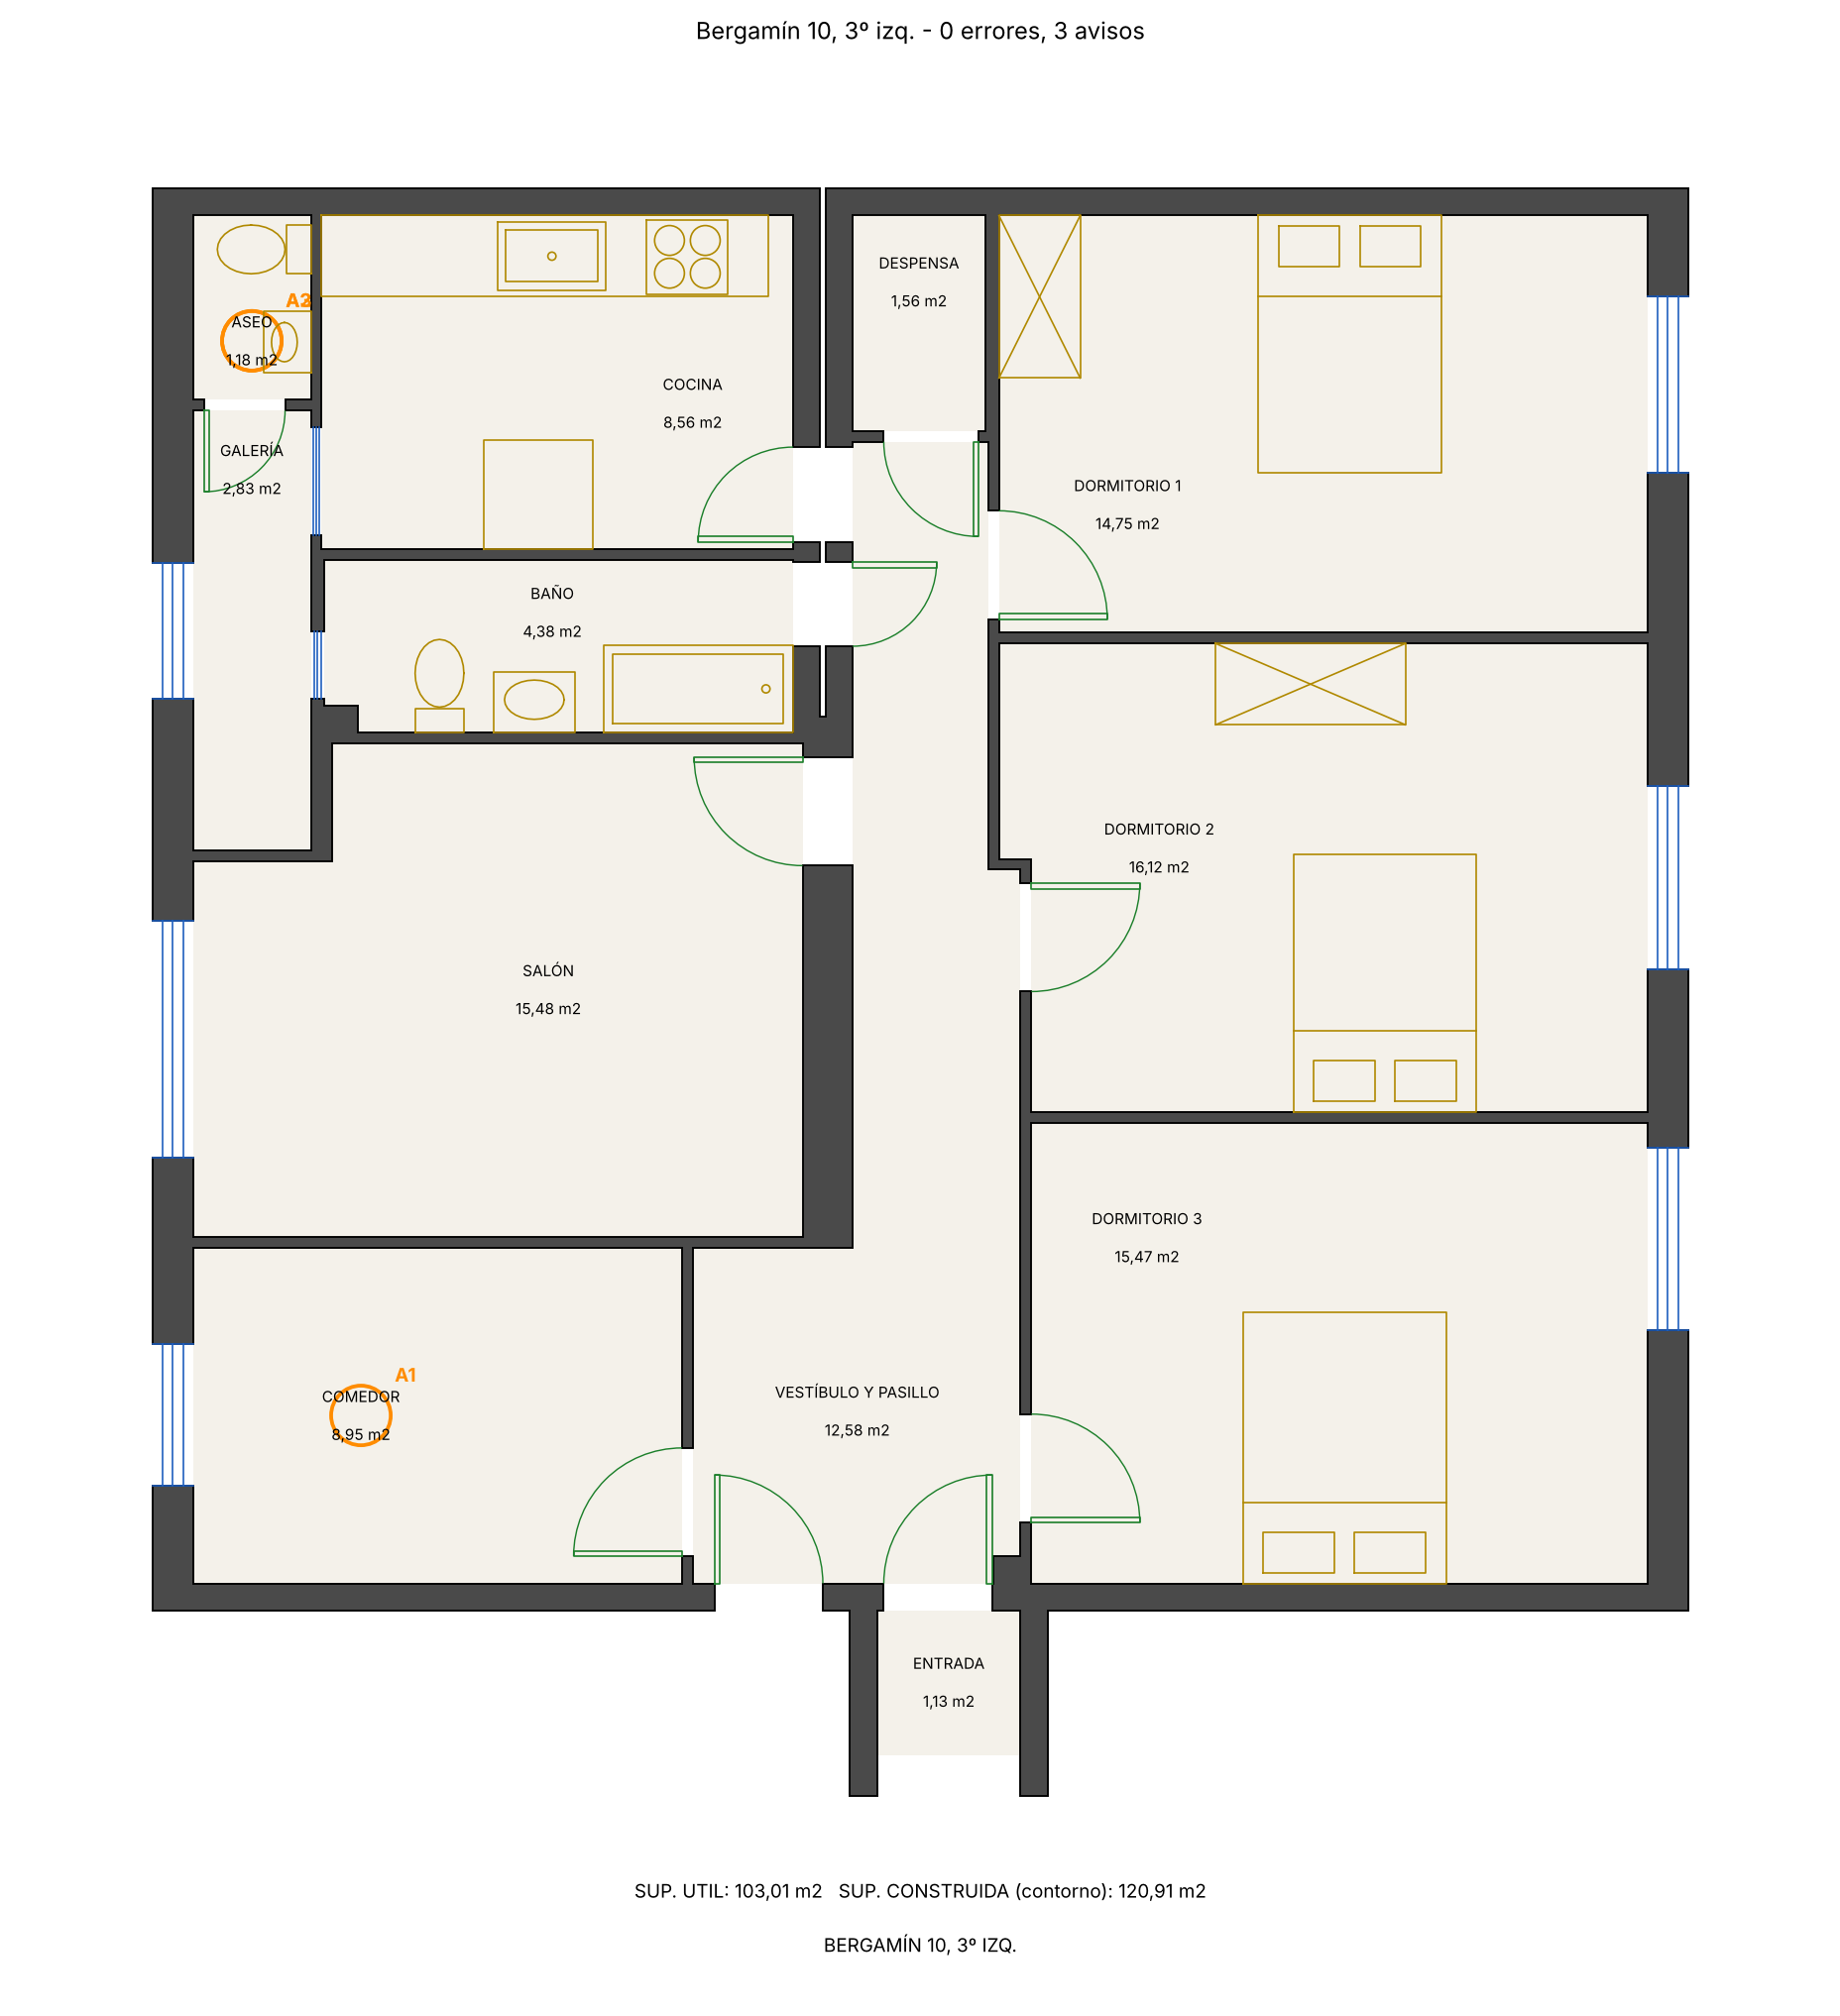 Bergamín 10, 3º izq. - 0 errores, 3 avisos
DESPENSA
1,56 m2
ASEO
1,18 m2
COCINA
8,56 m2
GALERÍA
2,83 m2
DORMITORIO 1
14,75 m2
BAÑO
4,38 m2
DORMITORIO 2
16,12 m2
SALÓN
15,48 m2
DORMITORIO 3
15,47 m2
A1
COMEDOR
8,95 m2
VESTÍBULO Y PASILLO
12,58 m2
ENTRADA
1,13 m2
SUP. UTIL: 103,01 m2 SUP. CONSTRUIDA (contorno): 120,91 m2
BERGAMÍN 10, 3º IZQ.